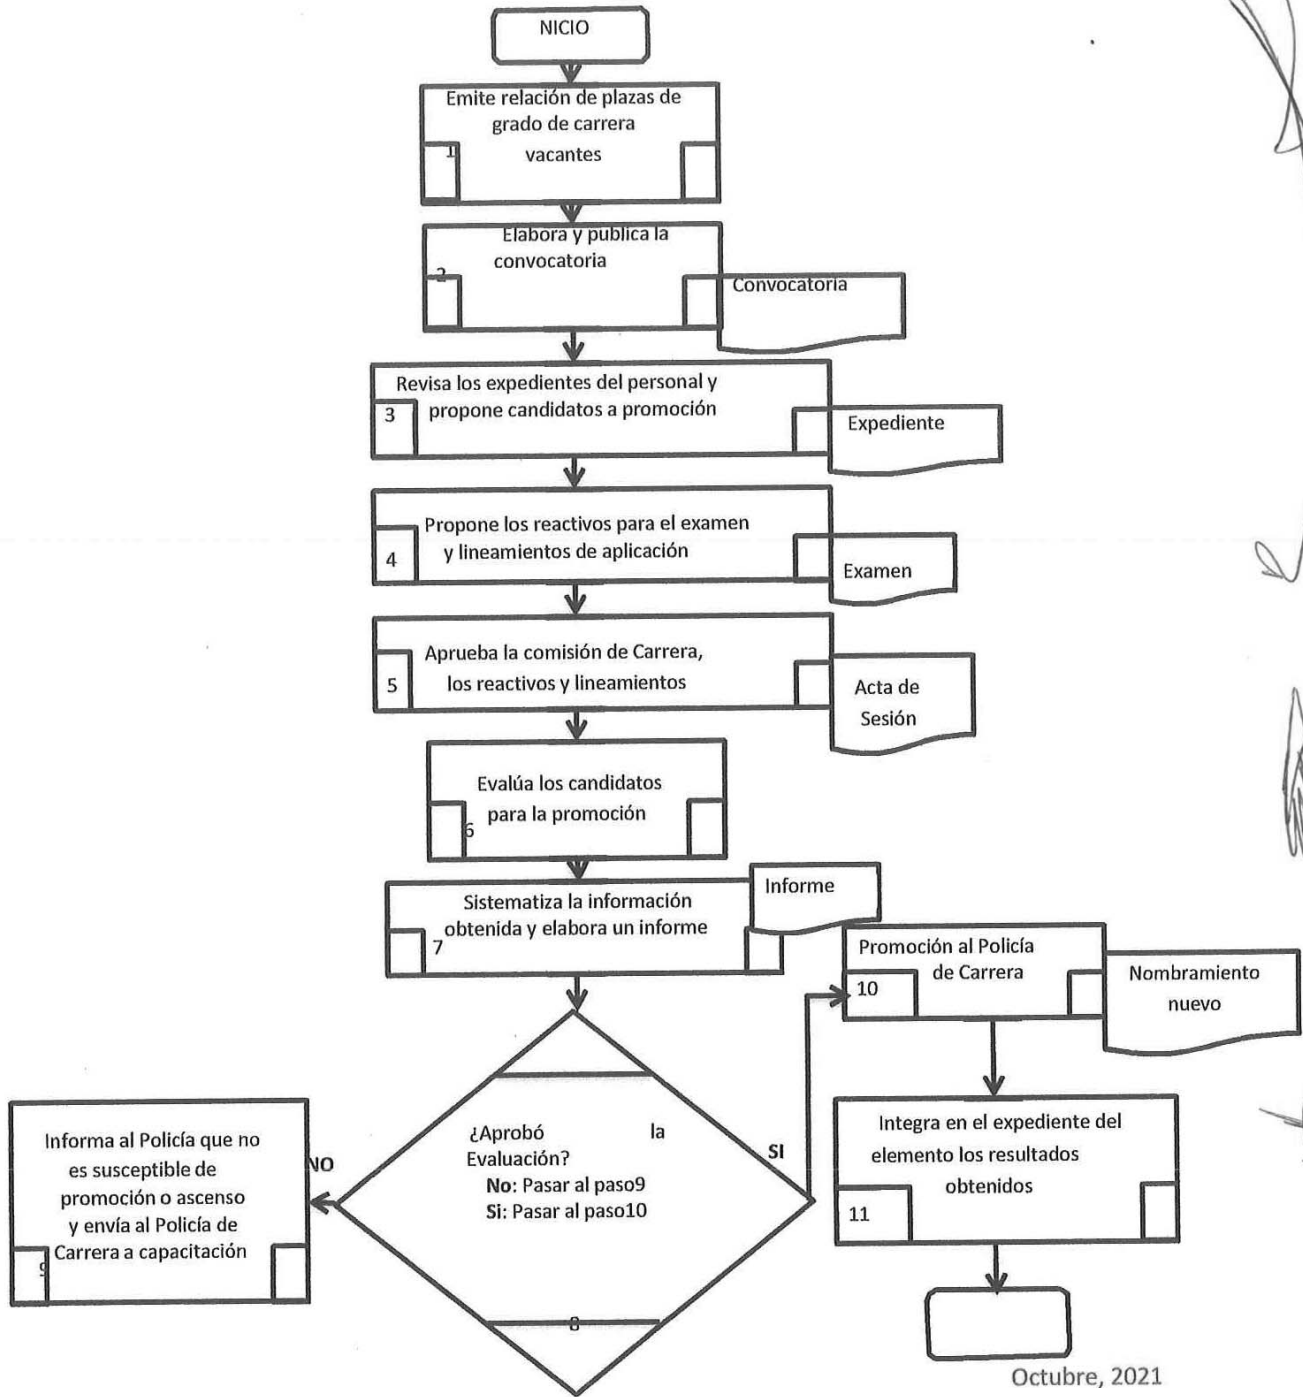 NICIO
Emite relación de plazas de
grado de carrera
vacantes
1
Elabora y publica la
convocatoria
2
Convocatoria
Revisa los expedientes del personal y
propone candidatos a promoción
3
Expediente
Propone los reactivos para el examen
y lineamientos de aplicación
4
Examen
Aprueba la comisión de Carrera,
los reactivos y lineamientos
5
Acta de
Sesión
Evalúa los candidatos
para la promoción
6
Sistematiza la información
obtenida y elabora un informe
7
Informe
¿Aprobó la
Evaluación?
No: Pasar al paso9
Si: Pasar al paso10
8
NO
Informa al Policía que no
es susceptible de
promoción o ascenso
y envía al Policía de
Carrera a capacitación
9
SI
Promoción al Policía
de Carrera
10
Nombramiento
nuevo
Integra en el expediente del
elemento los resultados
obtenidos
11
Octubre, 2021